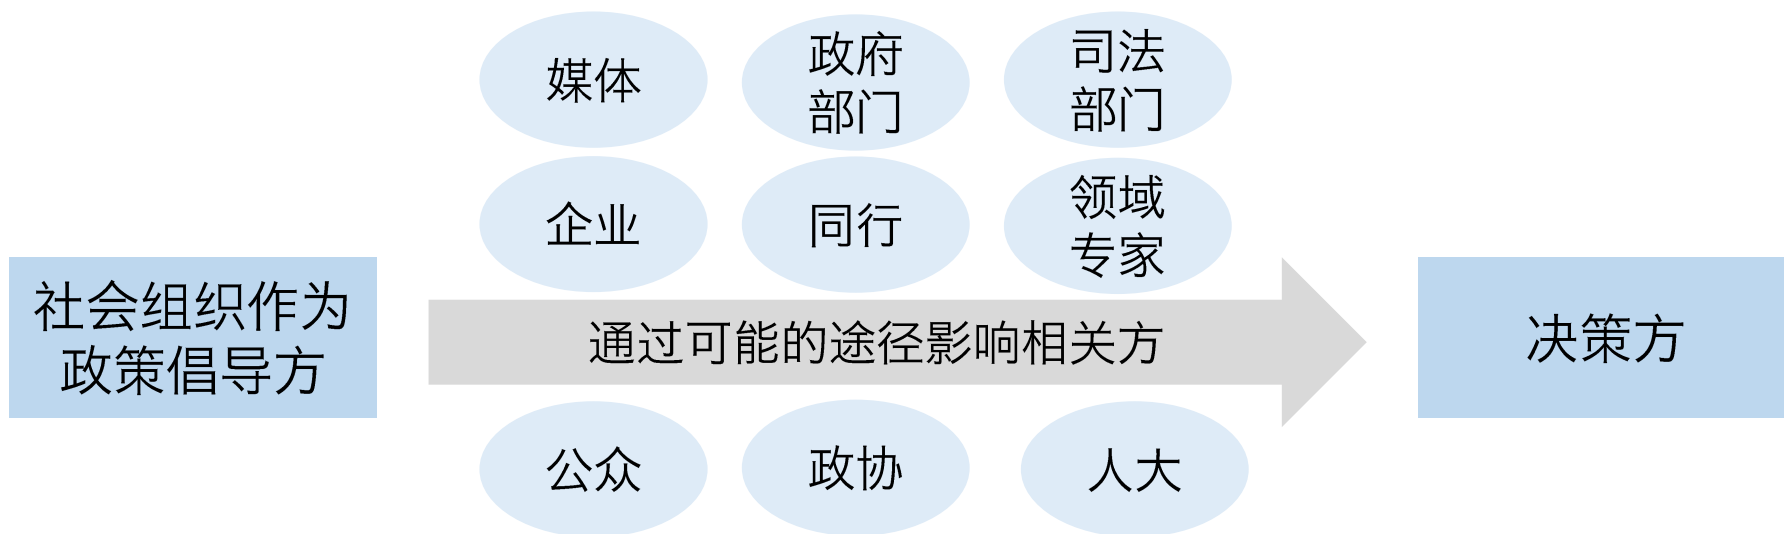 媒体
政府
部门
司法
部门
企业
同行
领域
专家
社会组织作为
政策倡导方
通过可能的途径影响相关方
决策方
公众
政协
人大